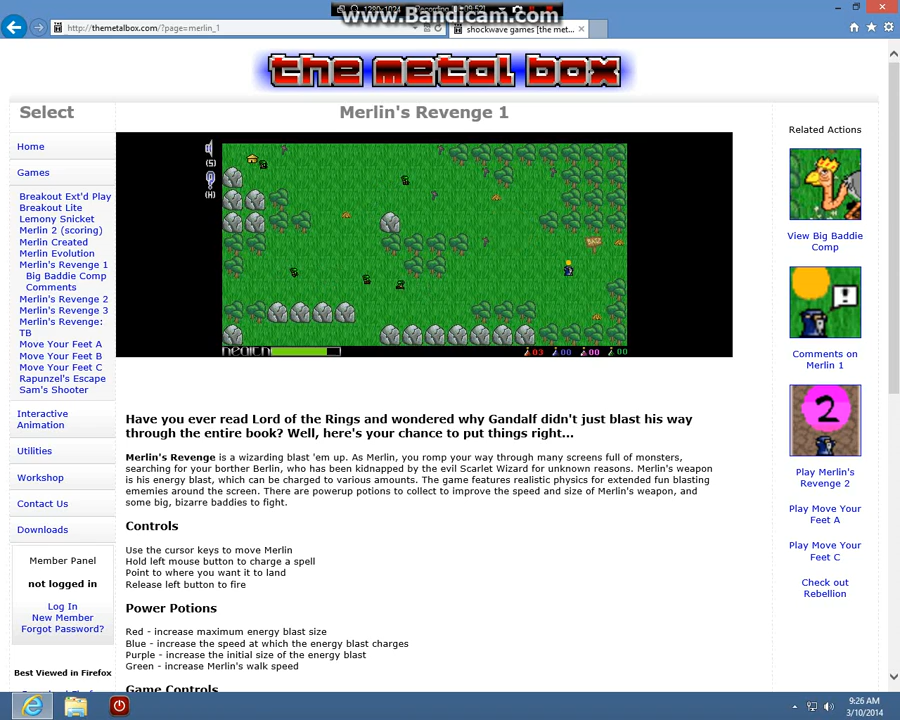 1280×1024
Recording
www.Bandicam.com
http://themetalbox.com/?page=merlin_1
shockwave games [the met...
the metal box
Select
Merlin's Revenge 1
Home
Games
Breakout Ext'd Play
Breakout Lite
Lemony Snicket
Merlin 2 (scoring)
Merlin Created
Merlin Evolution
Merlin's Revenge 1
Big Baddie Comp
Comments
Merlin's Revenge 2
Merlin's Revenge 3
Merlin's Revenge:
TB
Move Your Feet A
Move Your Feet B
Move Your Feet C
Rapunzel's Escape
Sam's Shooter
Interactive
Animation
Utilities
Workshop
Contact Us
Downloads
Member Panel
not logged in
Log In
New Member
Forgot Password?
Best Viewed in Firefox
(S)
(H)
HEALTH
03
00
00
00
Have you ever read Lord of the Rings and wondered why Gandalf didn't just blast his way
through the entire book? Well, here's your chance to put things right...
Merlin's Revenge is a wizarding blast 'em up. As Merlin, you romp your way through many screens full of monsters,
searching for your borther Berlin, who has been kidnapped by the evil Scarlet Wizard for unknown reasons. Merlin's weapon
is his energy blast, which can be charged to various amounts. The game features realistic physics for extended fun blasting
enemies around the screen. There are powerup potions to collect to improve the speed and size of Merlin's weapon, and
some big, bizarre baddies to fight.
Controls
Use the cursor keys to move Merlin
Hold left mouse button to charge a spell
Point to where you want it to land
Release left button to fire
Power Potions
Red - increase maximum energy blast size
Blue - increase the speed at which the energy blast charges
Purple - increase the initial size of the energy blast
Green - increase Merlin's walk speed
Game Controls
Related Actions
View Big Baddie
Comp
!
Comments on
Merlin 1
2
Play Merlin's
Revenge 2
Play Move Your
Feet A
Play Move Your
Feet C
Check out
Rebellion
9:26 AM
3/10/2014